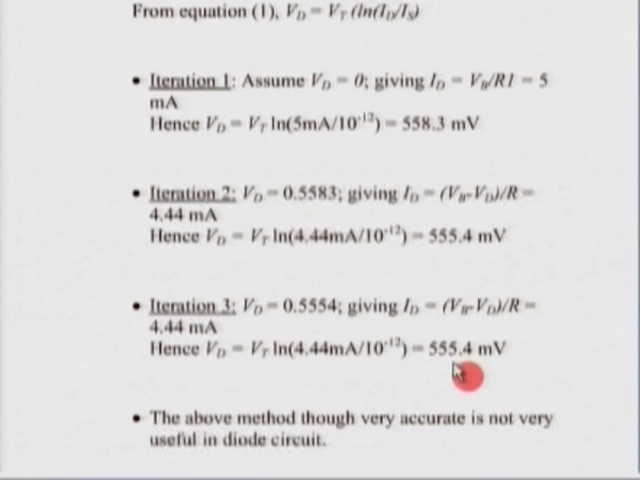 From equation (1), V_D = V_T (ln(I_D/I_S)
• Iteration 1: Assume V_D = 0; giving I_D = V_B/R1 = 5
mA
Hence V_D = V_T ln(5mA/10^-12) = 558.3 mV
• Iteration 2: V_D = 0.5583; giving I_D = (V_B-V_D)/R =
4.44 mA
Hence V_D = V_T ln(4.44mA/10^-12) = 555.4 mV
• Iteration 3: V_D = 0.5554; giving I_D = (V_B-V_D)/R =
4.44 mA
Hence V_D = V_T ln(4.44mA/10^-12) = 555.4 mV
• The above method though very accurate is not very
useful in diode circuit.